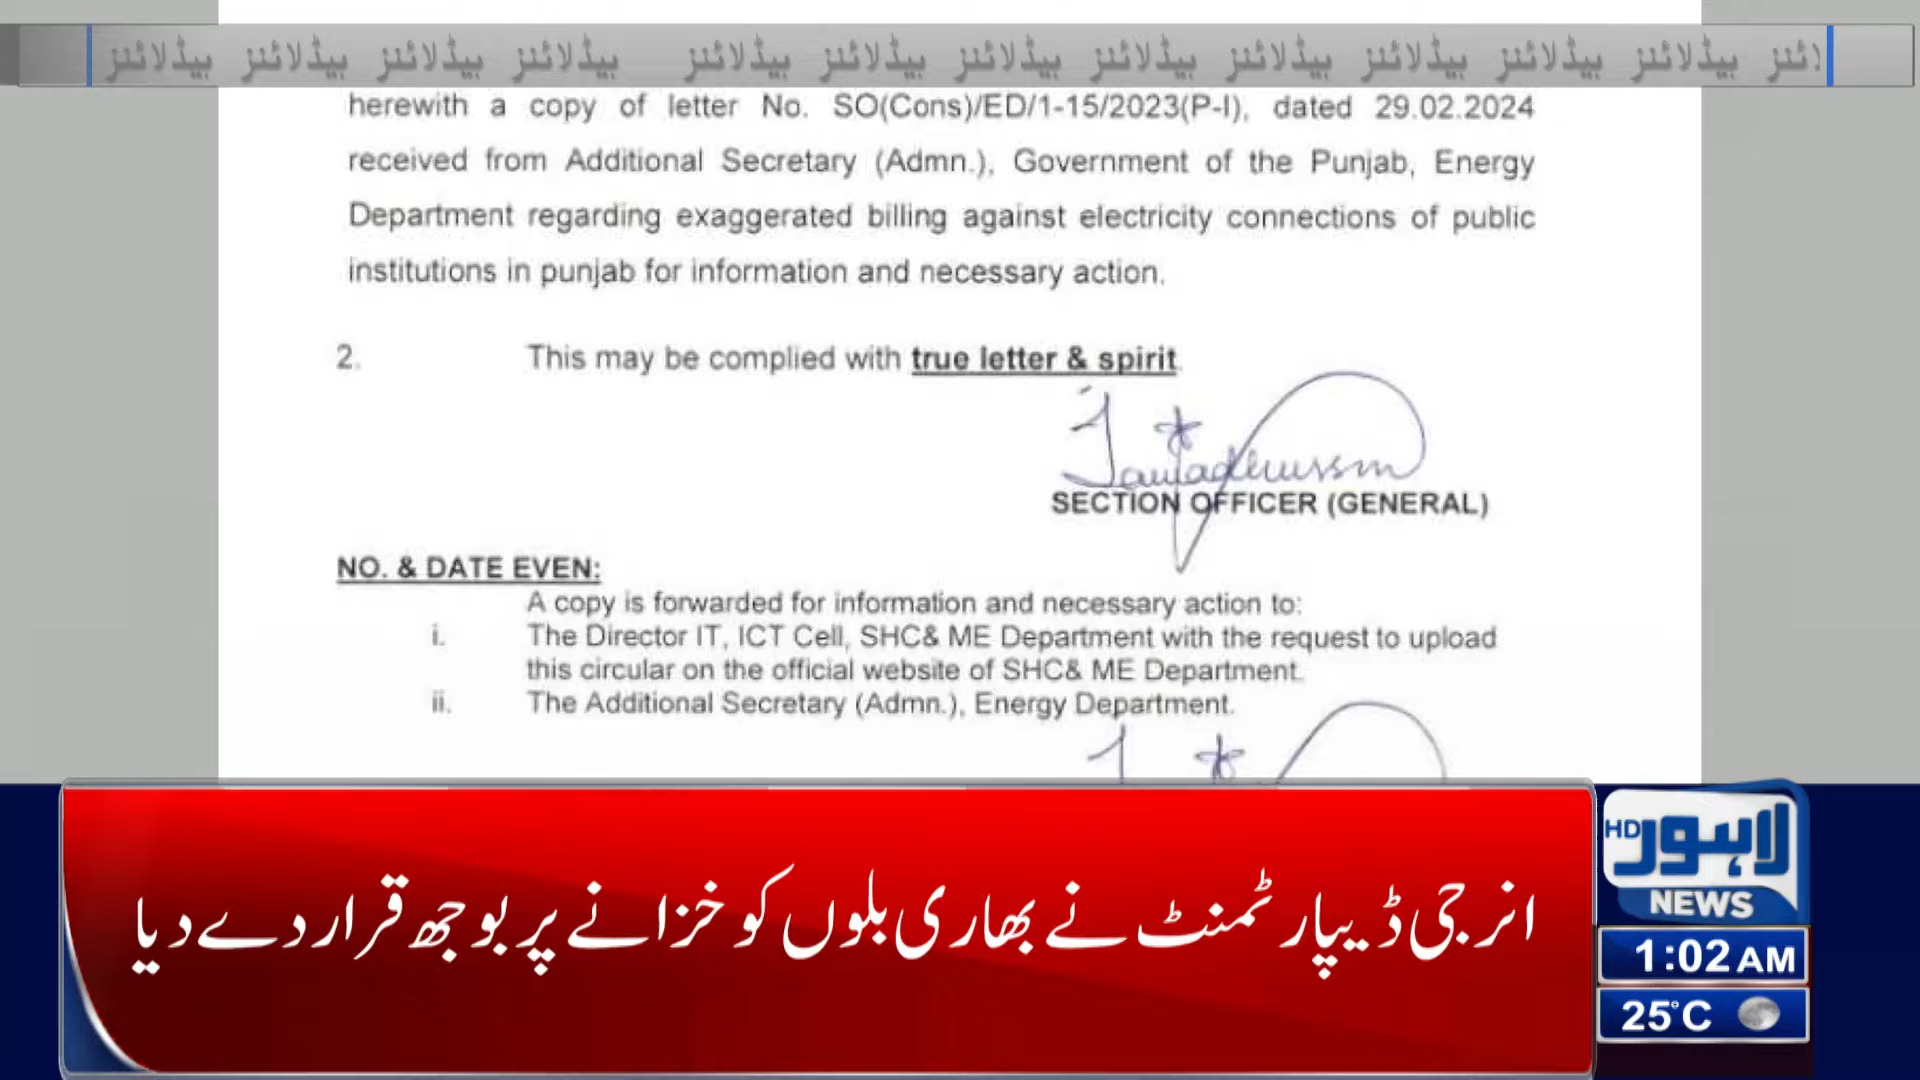 ہیڈلائنز ہیڈلائنز ہیڈلائنز ہیڈلائنز ہیڈلائنز ہیڈلائنز ہیڈلائنز ہیڈلائنز ہیڈلائنز ہیڈلائنز ہیڈلائنز ہیڈلائنز
herewith a copy of letter No. SO(Cons)/ED/1-15/2023(P-I), dated 29.02.2024
received from Additional Secretary (Admn.), Government of the Punjab, Energy
Department regarding exaggerated billing against electricity connections of public
institutions in punjab for information and necessary action.
2. This may be complied with true letter & spirit.
SECTION OFFICER (GENERAL)
NO. & DATE EVEN:
A copy is forwarded for information and necessary action to:
i. The Director IT, ICT Cell, SHC& ME Department with the request to upload
this circular on the official website of SHC& ME Department.
ii. The Additional Secretary (Admn.), Energy Department.
انرجی ڈیپارٹمنٹ نے بھاری بلوں کو خزانے پر بوجھ قرار دے دیا
لاہور HD
NEWS
1:02 AM
25°C